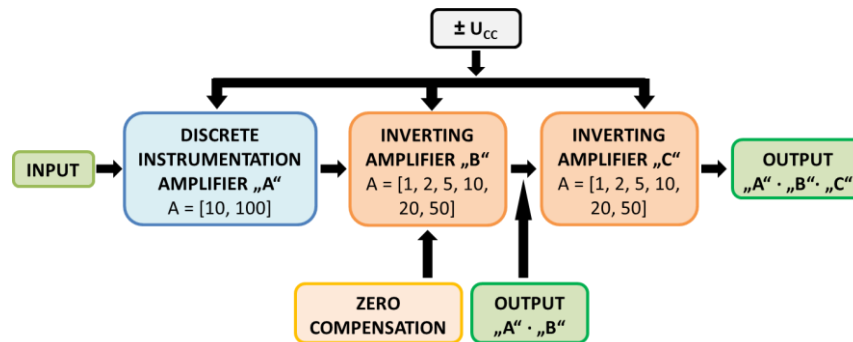 ± UCC
INPUT
DISCRETE
INSTRUMENTATION
AMPLIFIER „A“
A = [10, 100]
INVERTING
AMPLIFIER „B“
A = [1, 2, 5, 10,
20, 50]
INVERTING
AMPLIFIER „C“
A = [1, 2, 5, 10,
20, 50]
OUTPUT
„A“ · „B“· „C“
ZERO
COMPENSATION
OUTPUT
„A“ · „B“